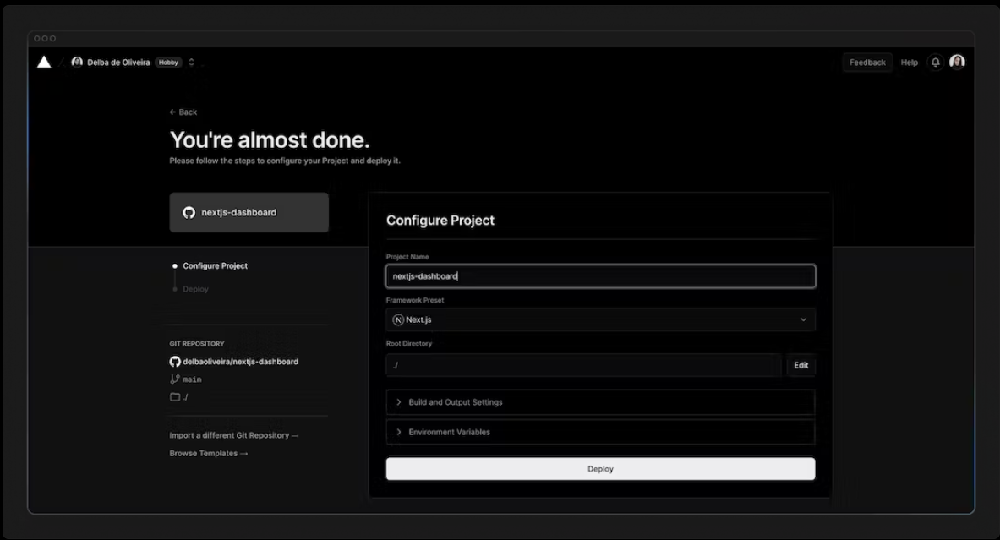 Delba de Oliveira Hobby
Feedback Help
← Back
You're almost done.
Please follow the steps to configure your Project and deploy it.
nextjs-dashboard
Configure Project
Deploy
GIT REPOSITORY
delbaoliveira/nextjs-dashboard
main
./
Import a different Git Repository →
Browse Templates →
Configure Project
Project Name
nextjs-dashboard
Framework Preset
Next.js
Root Directory
./ Edit
Build and Output Settings
Environment Variables
Deploy